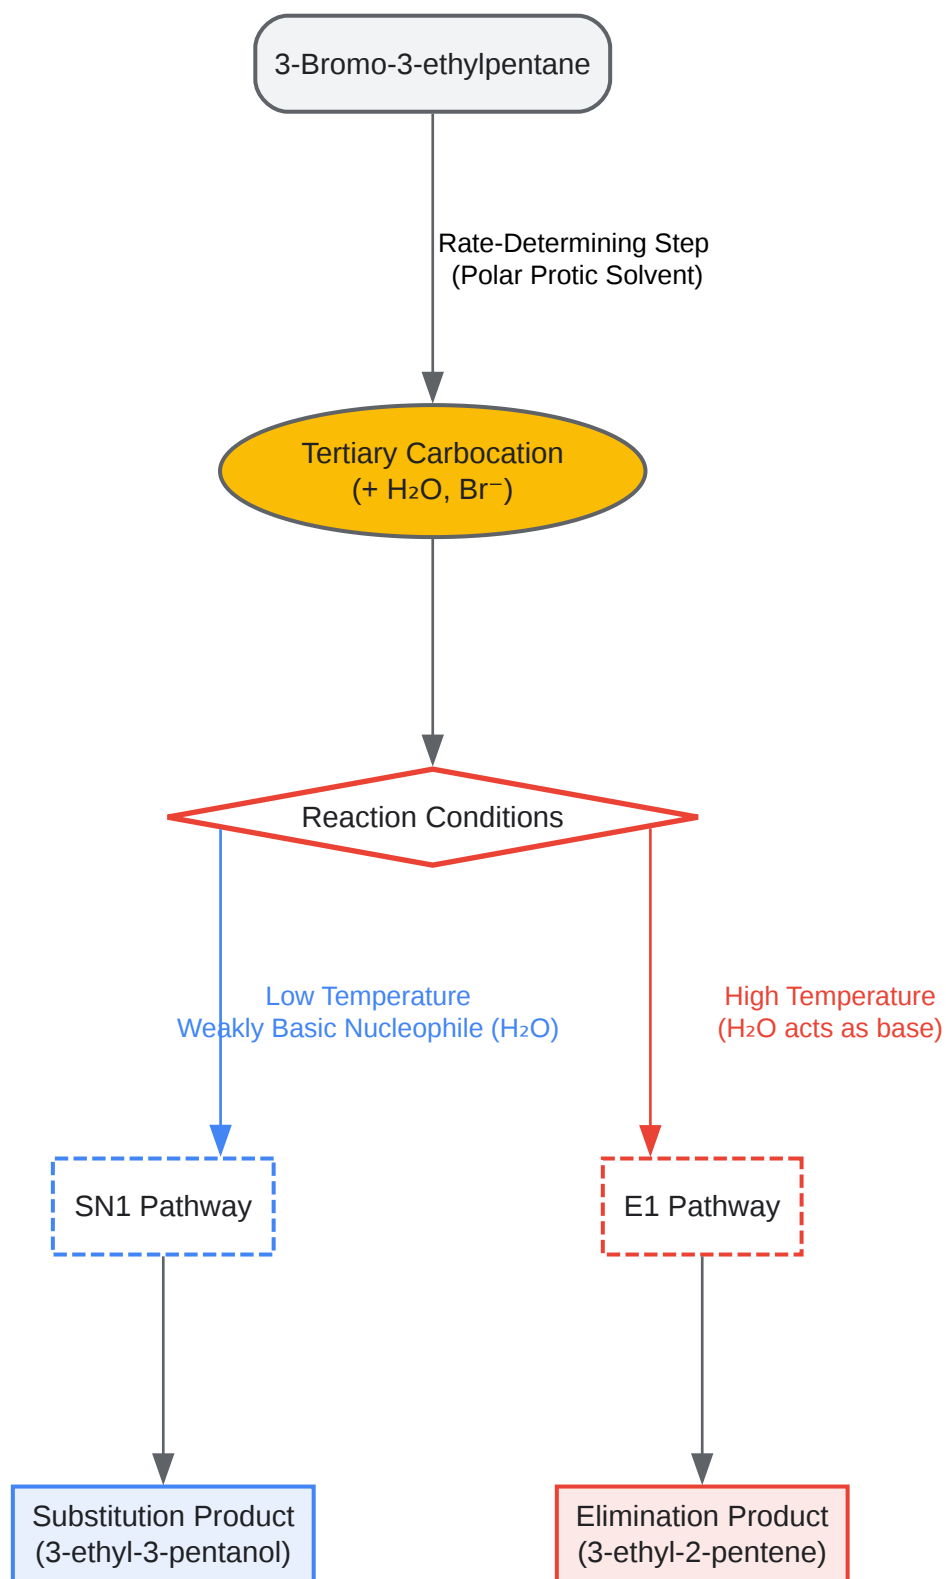 3-Bromo-3-ethylpentane
Rate-Determining Step
(Polar Protic Solvent)
Tertiary Carbocation
(+ H₂O, Br⁻)
Reaction Conditions
Low Temperature
Weakly Basic Nucleophile (H₂O)
High Temperature
(H₂O acts as base)
SN1 Pathway
E1 Pathway
Substitution Product
(3-ethyl-3-pentanol)
Elimination Product
(3-ethyl-2-pentene)